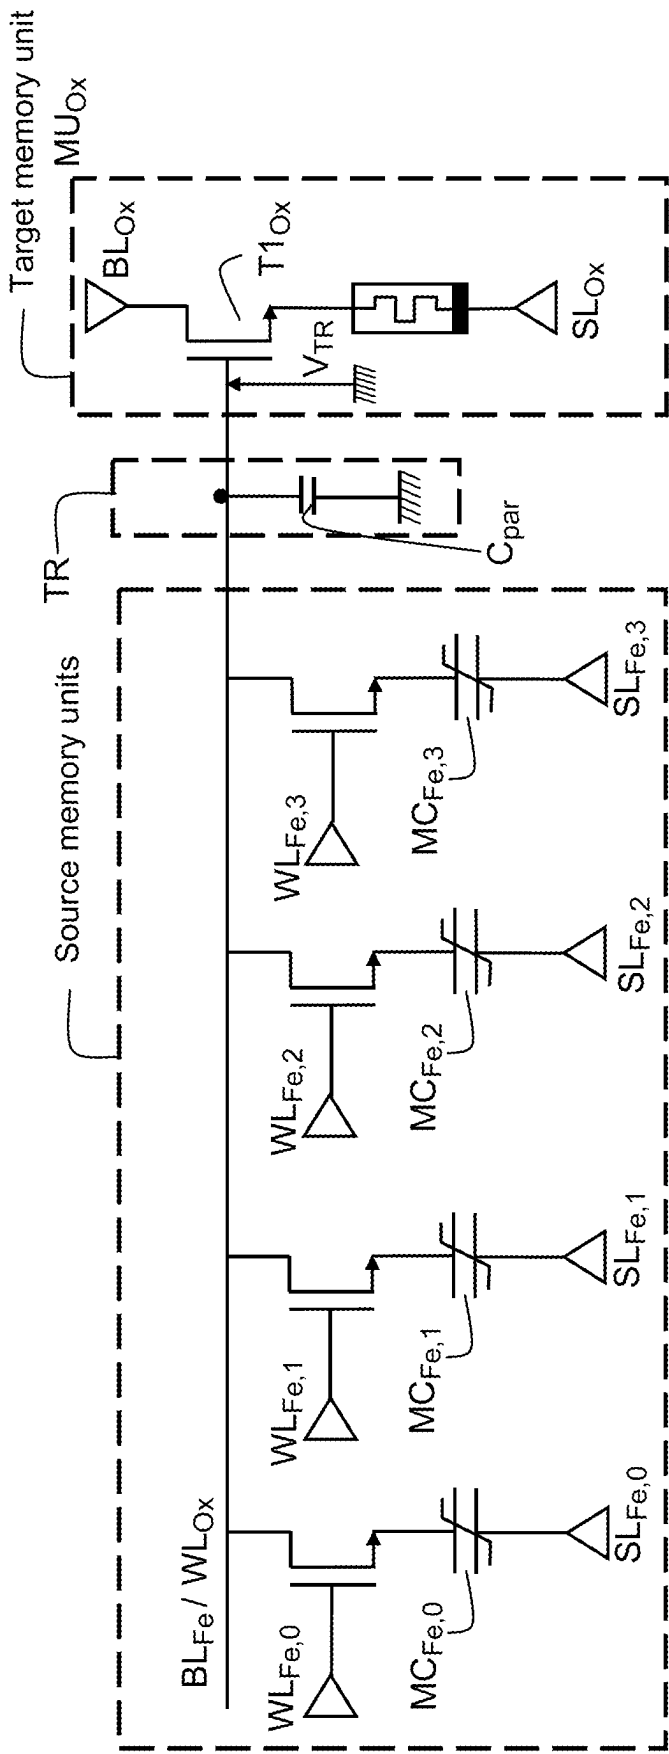 Source memory units
TR
Target memory unit
MU_Ox
BL_Fe / WL_Ox
BL_Ox
T1_Ox
V_TR
SL_Ox
C_par
WL_Fe,0
WL_Fe,1
WL_Fe,2
WL_Fe,3
MC_Fe,0
MC_Fe,1
MC_Fe,2
MC_Fe,3
SL_Fe,0
SL_Fe,1
SL_Fe,2
SL_Fe,3